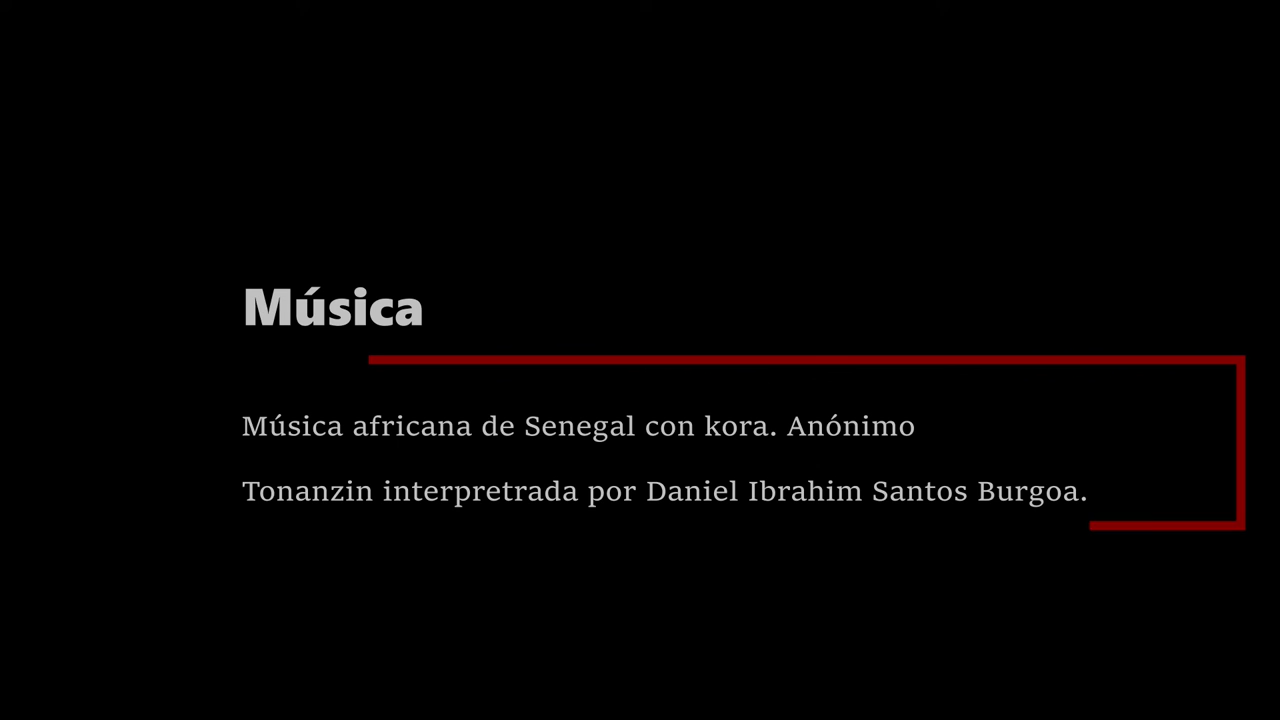 Música
Música africana de Senegal con kora. Anónimo
Tonanzin interpretrada por Daniel Ibrahim Santos Burgoa.